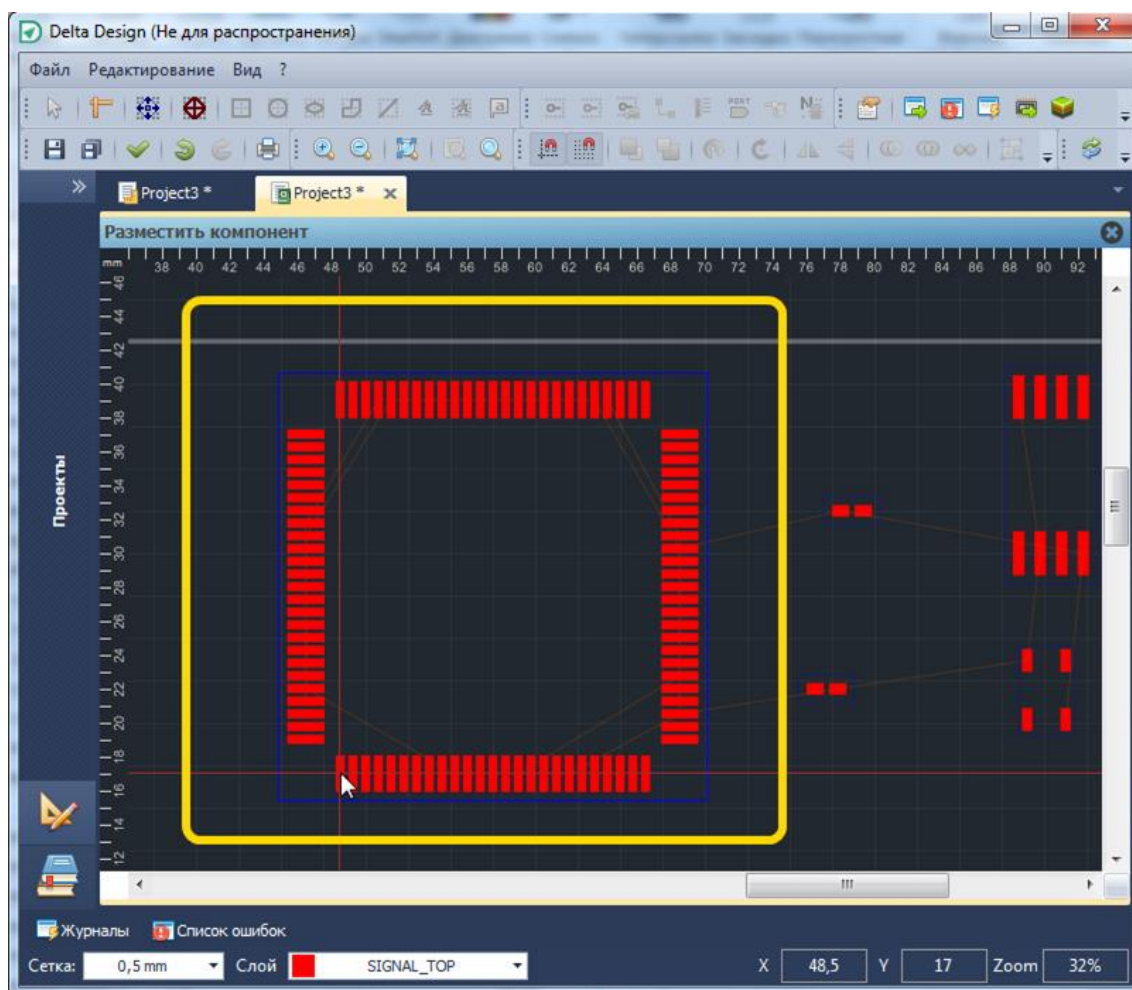 Delta Design (Не для распространения)
Файл Редактирование Вид ?
Project3 * Project3 *
Разместить компонент
mm 38 40 42 44 46 48 50 52 54 56 58 60 62 64 66 68 70 72 74 76 78 80 82 84 86 88 90 92
46
44
42
40
38
36
34
32
30
28
26
24
22
20
18
16
14
12
Проекты
Журналы Список ошибок
Сетка: 0,5 mm Слой SIGNAL_TOP X 48,5 Y 17 Zoom 32%